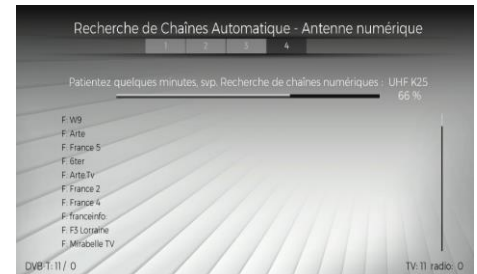 Recherche de Chaînes Automatique - Antenne numérique
1 2 3 4
Patientez quelques minutes, svp. Recherche de chaînes numériques : UHF K25
66 %
F: W9
F: Arte
F: France 5
F: 6ter
F: ArteTv
F: France 2
F: France 4
F: franceinfo:
F: F3 Lorraine
F: Mirabelle TV
DVB-T: 11 / 0 TV: 11 radio: 0